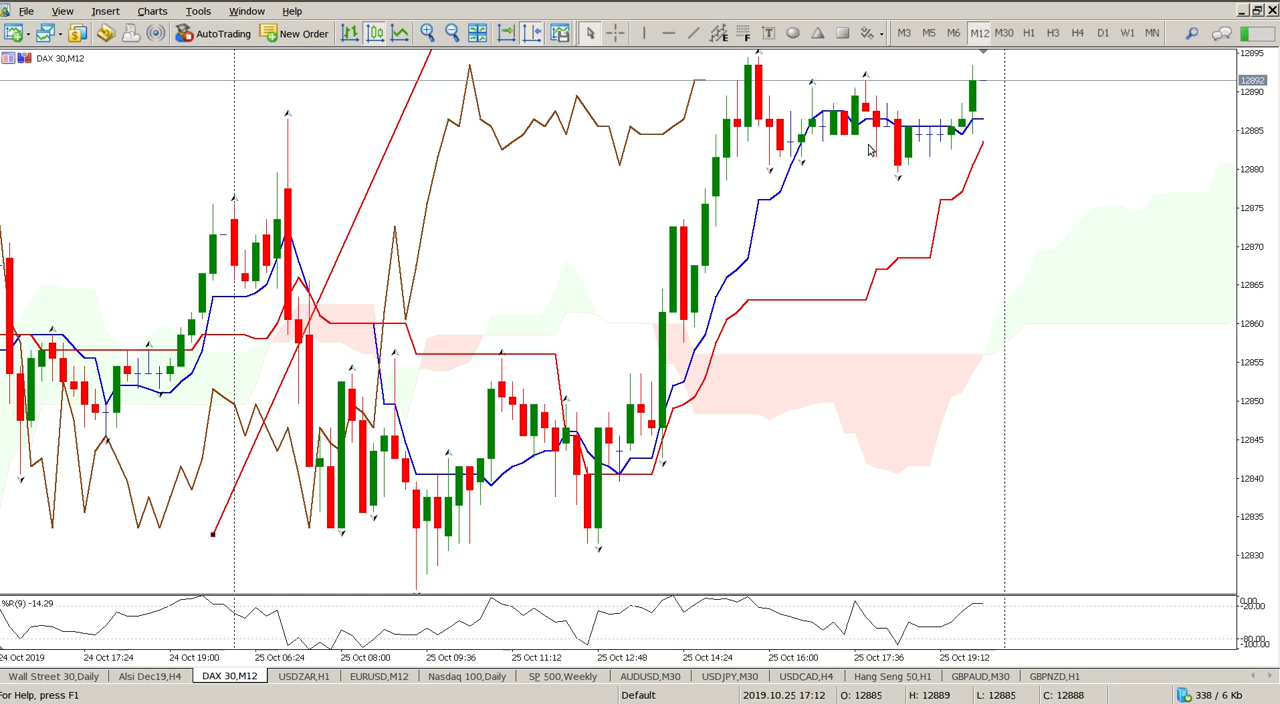 File View Insert Charts Tools Window Help
AutoTrading New Order F T M3 M5 M6 M12 M30 H1 H3 H4 D1 W1 MN
DAX 30,M12
12895
12892
12890
12885
12880
12875
12870
12865
12860
12855
12850
12845
12840
12835
12830
%R(9) -14.29
0.00
-20.00
-80.00
-100.00
24 Oct 2019 24 Oct 17:24 24 Oct 19:00 25 Oct 06:24 25 Oct 08:00 25 Oct 09:36 25 Oct 11:12 25 Oct 12:48 25 Oct 14:24 25 Oct 16:00 25 Oct 17:36 25 Oct 19:12
Wall Street 30,Daily Alsi Dec19,H4 DAX 30,M12 USDZAR,H1 EURUSD,M12 Nasdaq 100,Daily SP 500,Weekly AUDUSD,M30 USDJPY,M30 USDCAD,H4 Hang Seng 50,H1 GBPAUD,M30 GBPNZD,H1
For Help, press F1 Default 2019.10.25 17:12 O: 12885 H: 12889 L: 12885 C: 12888 338 / 6 Kb